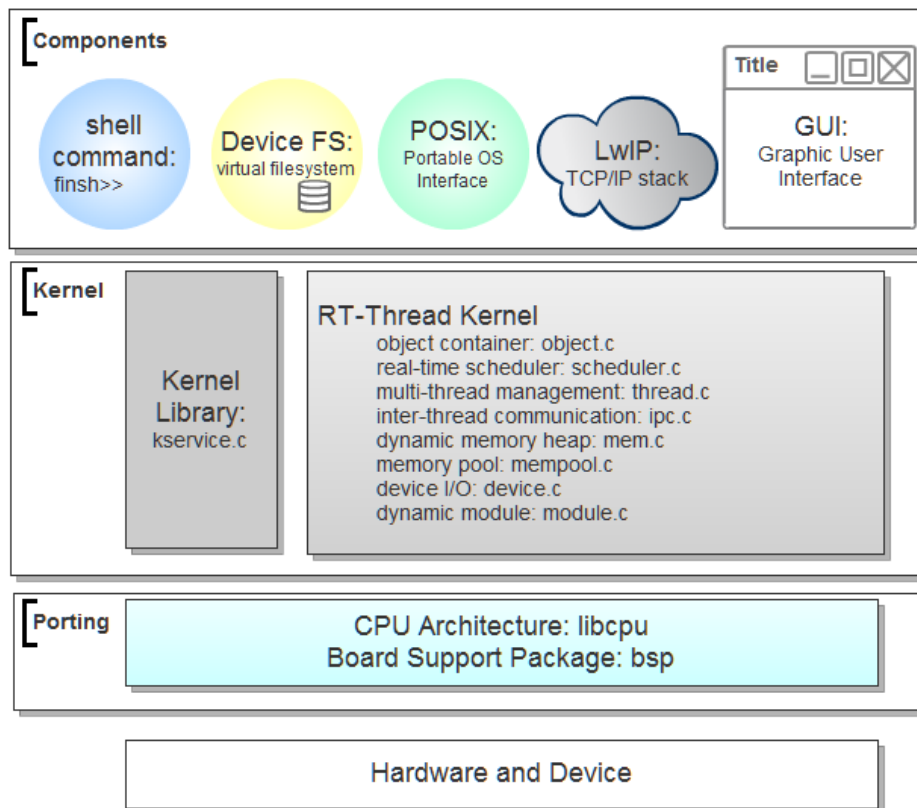 Components
shell
command:
finsh>>
Device FS:
virtual filesystem
POSIX:
Portable OS
Interface
LwIP:
TCP/IP stack
Title
GUI:
Graphic User
Interface
Kernel
Kernel
Library:
kservice.c
RT-Thread Kernel
object container: object.c
real-time scheduler: scheduler.c
multi-thread management: thread.c
inter-thread communication: ipc.c
dynamic memory heap: mem.c
memory pool: mempool.c
device I/O: device.c
dynamic module: module.c
Porting
CPU Architecture: libcpu
Board Support Package: bsp
Hardware and Device